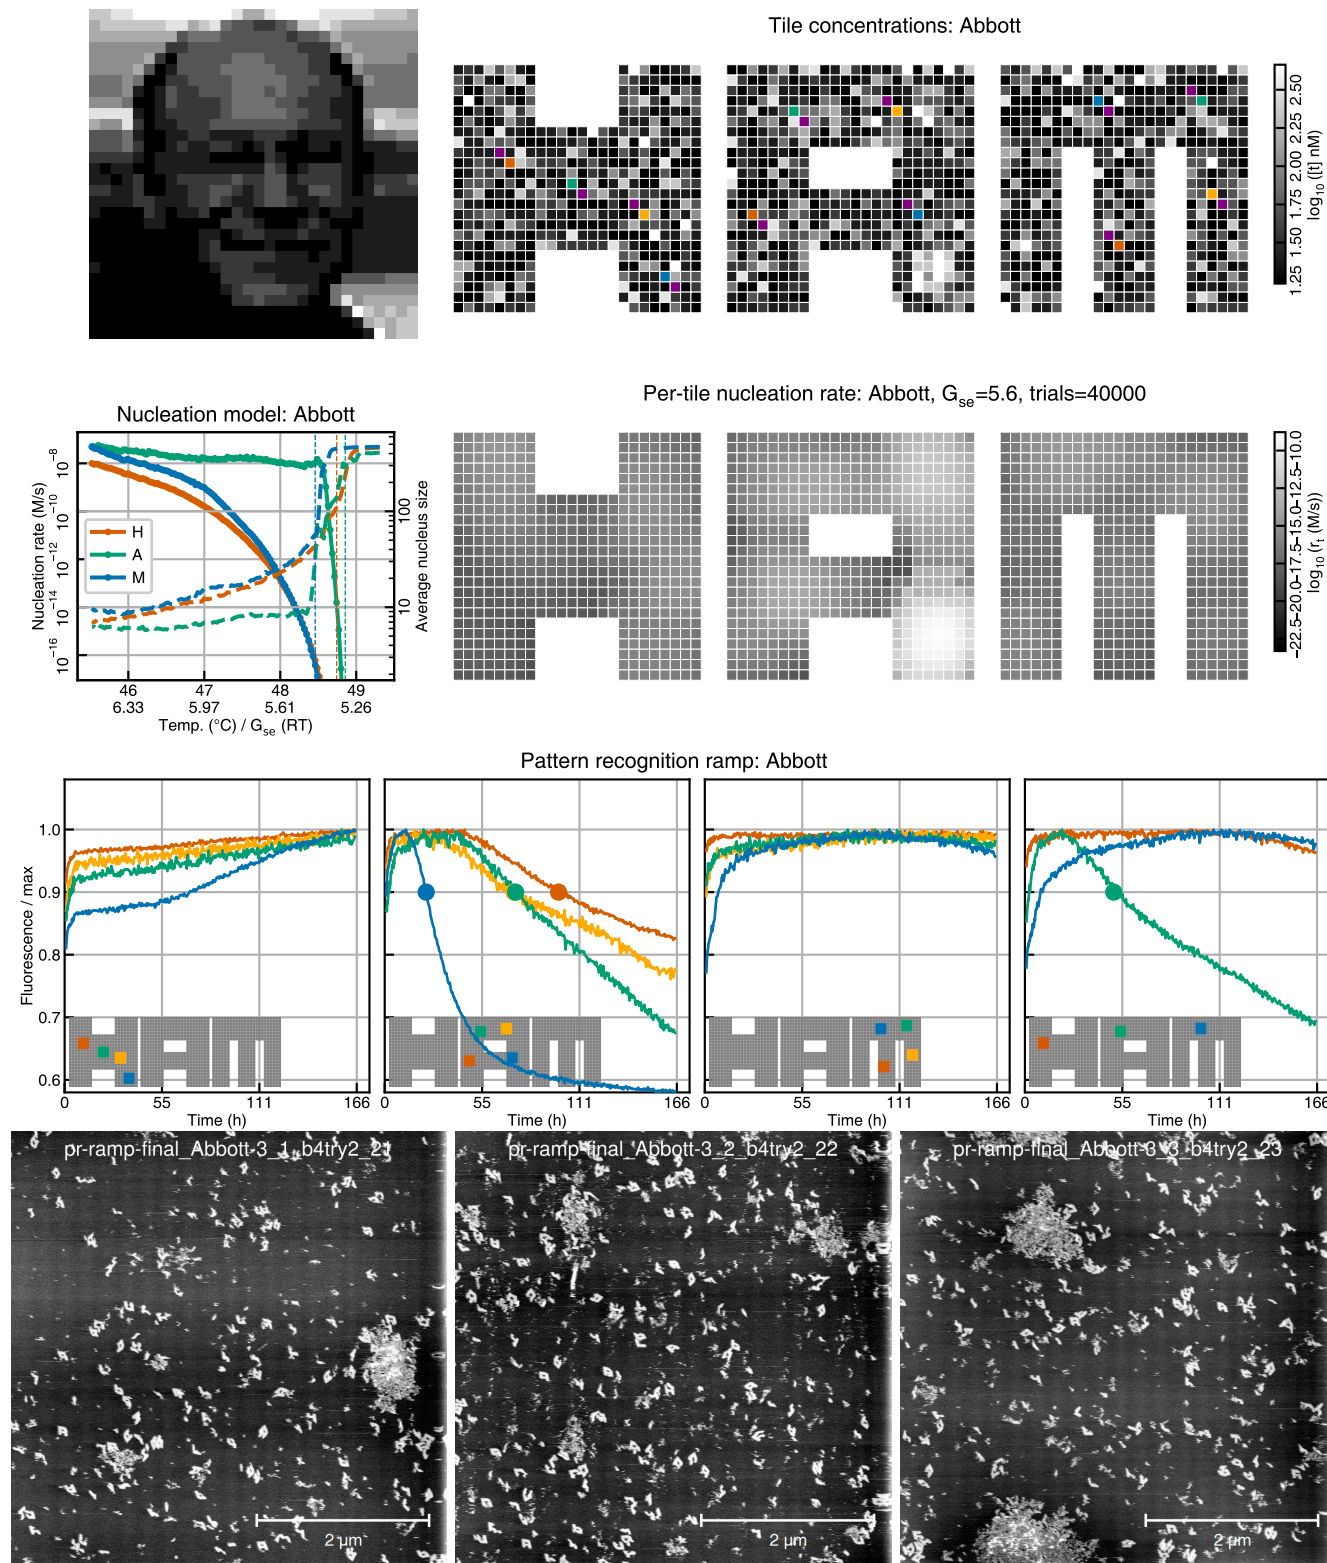 Tile concentrations: Abbott
1.25 1.50 1.75 2.00 2.25 2.50
log10 ([t] nM)
Nucleation model: Abbott
Per-tile nucleation rate: Abbott, Gse=5.6, trials=40000
Nucleation rate (M/s)
10−8
10−10
10−12
10−14
10−16
H
A
M
100
10
Average nucleus size
46 47 48 49
6.33 5.97 5.61 5.26
Temp. (°C) / Gse (RT)
−22.5 −20.0 −17.5 −15.0 −12.5 −10.0
log10 (rt (M/s))
Pattern recognition ramp: Abbott
Fluorescence / max
1.0
0.9
0.8
0.7
0.6
0 55 111 166
Time (h)
0 55 111 166
Time (h)
0 55 111 166
Time (h)
0 55 111 166
Time (h)
pr-ramp-final_Abbott-3_1_b4try2_21
pr-ramp-final_Abbott-3_2_b4try2_22
pr-ramp-final_Abbott-3_3_b4try2_23
2 µm
2 µm
2 µm